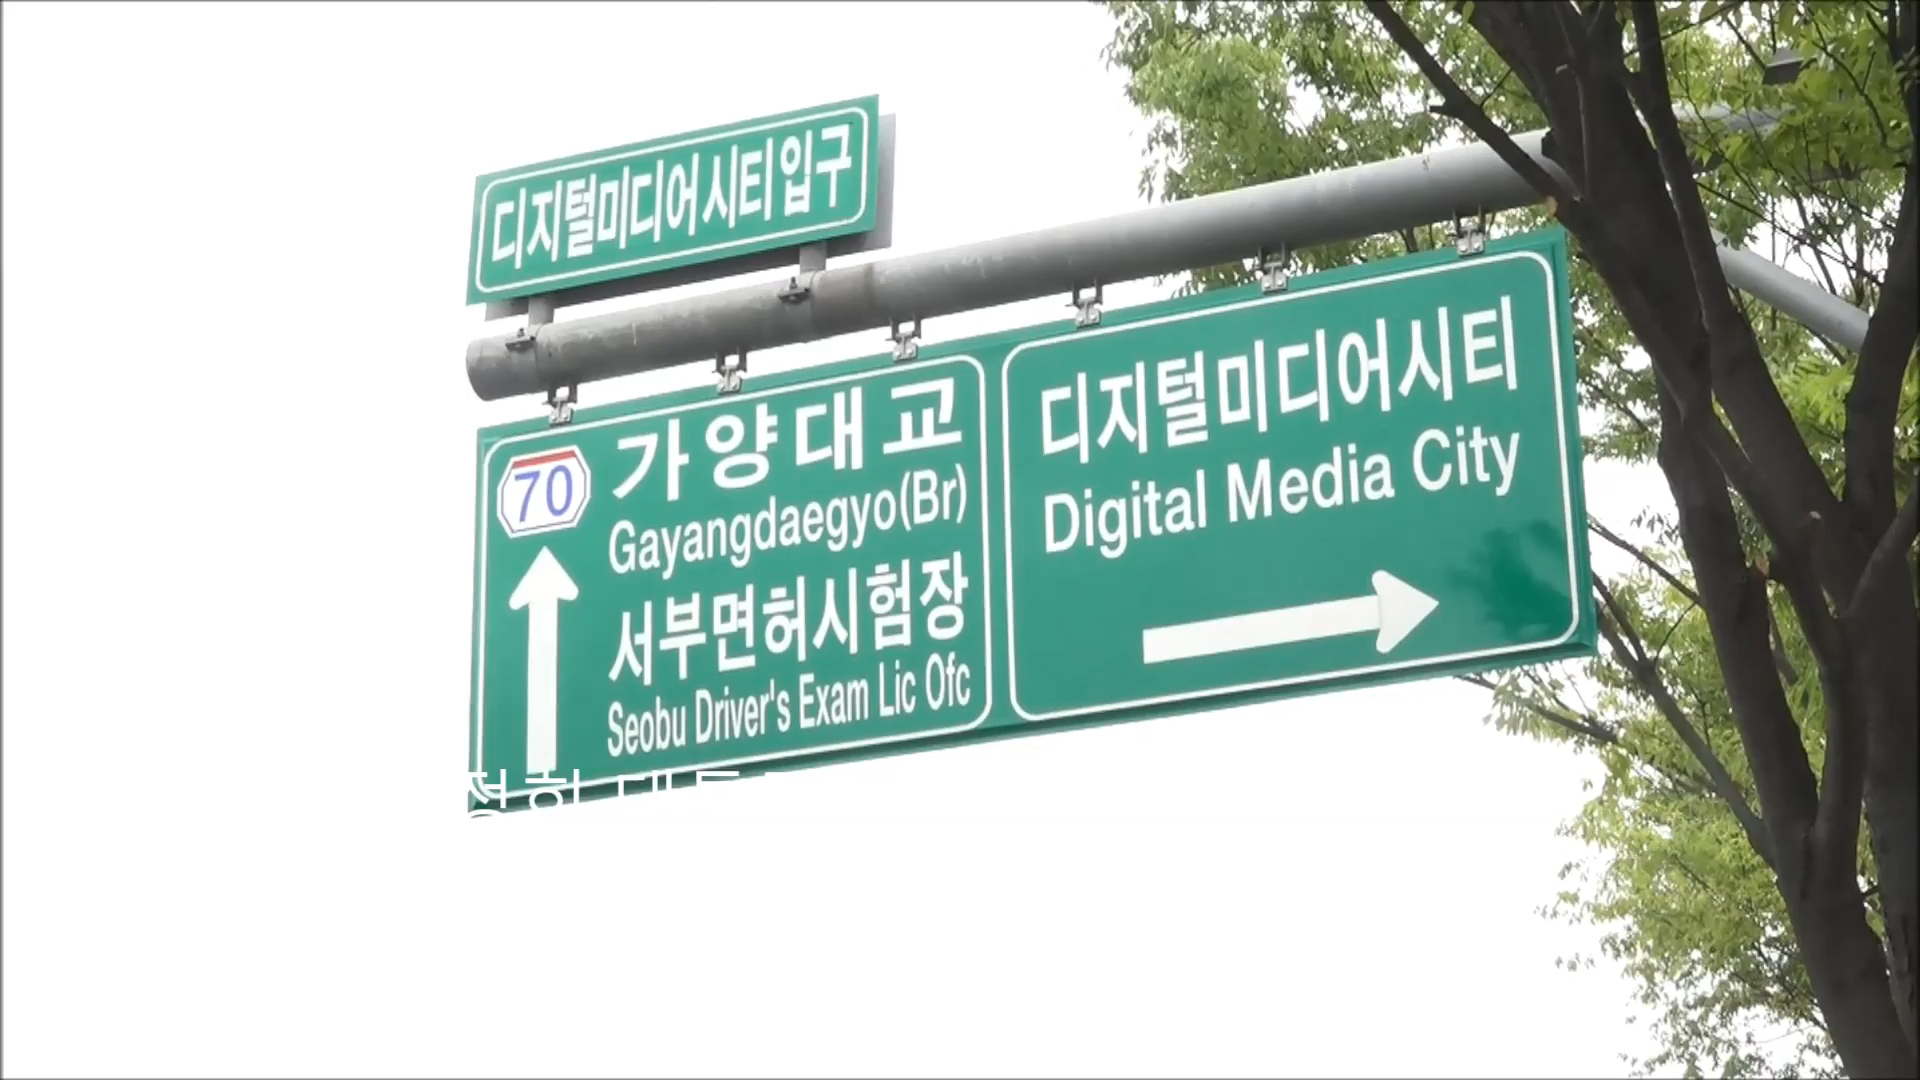 디지털미디어시티입구
70
가양대교
Gayangdaegyo(Br)
서부면허시험장
Seobu Driver's Exam Lic Ofc
디지털미디어시티
Digital Media City